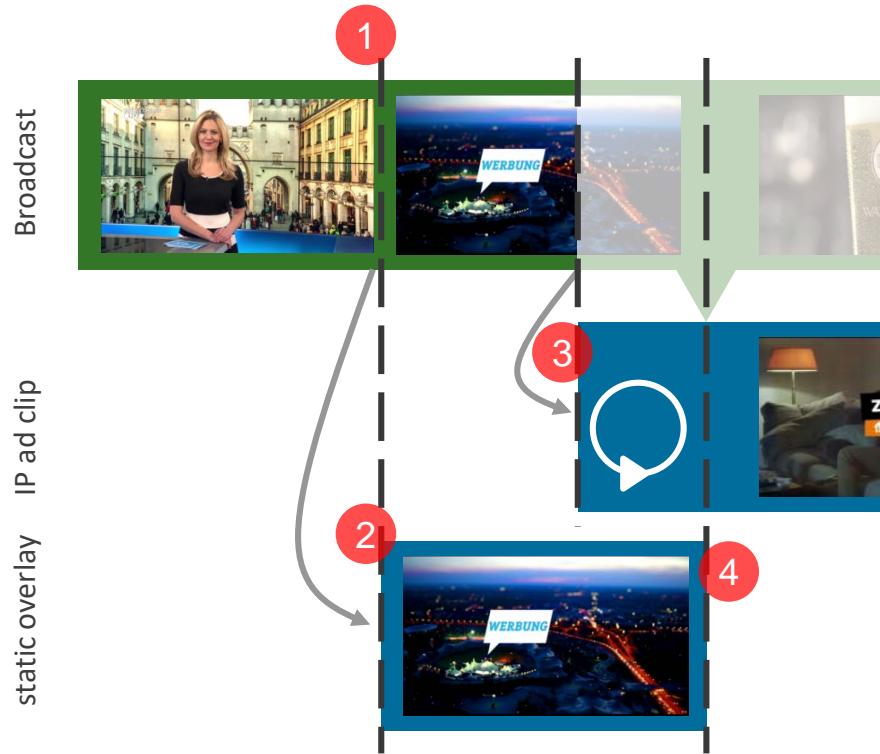 1
Broadcast
WERBUNG
3
IP ad clip
2
4
static overlay
WERBUNG